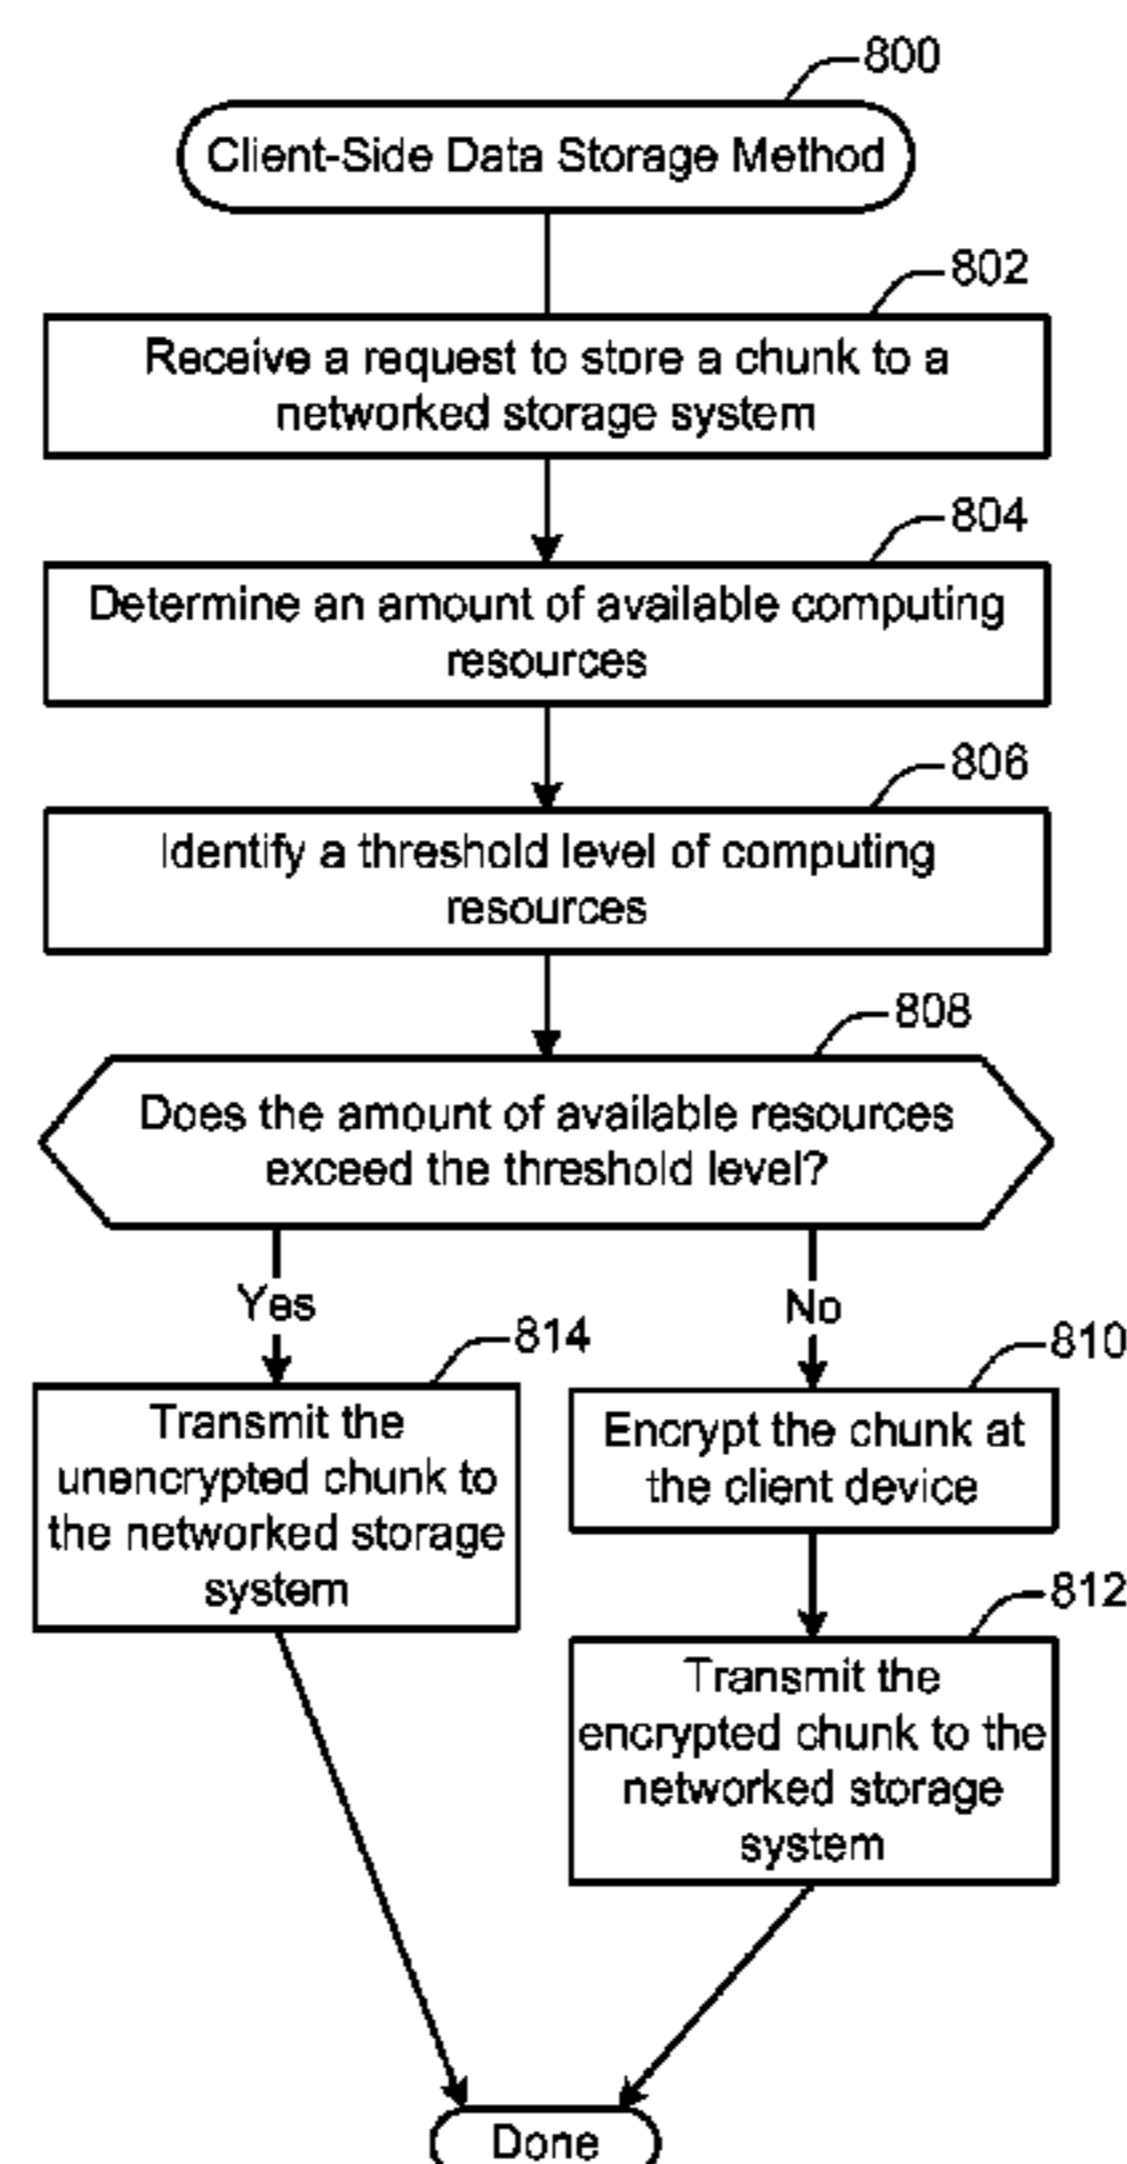 800
Client-Side Data Storage Method
802
Receive a request to store a chunk to a
networked storage system
804
Determine an amount of available computing
resources
806
Identify a threshold level of computing
resources
808
Does the amount of available resources
exceed the threshold level?
Yes
No
814
Transmit the
unencrypted chunk to
the networked storage
system
810
Encrypt the chunk at
the client device
812
Transmit the
encrypted chunk to the
networked storage
system
Done